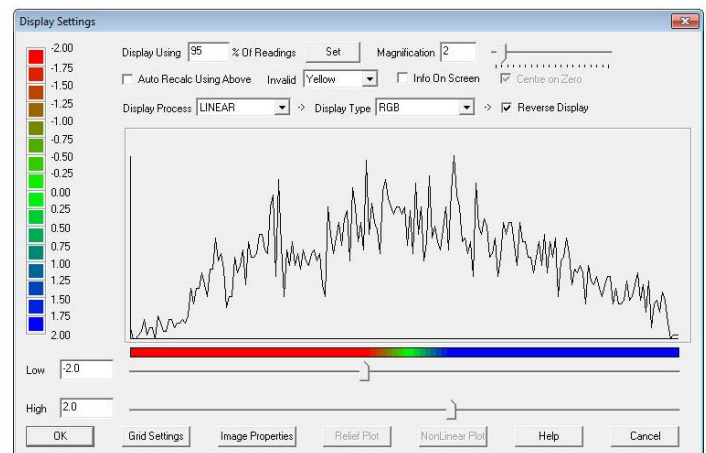 Display Settings
Display Using 95 % Of Readings Set Magnification 2
Auto Recalc Using Above Invalid Yellow Info On Screen Centre on Zero
Display Process LINEAR -> Display Type RGB -> Reverse Display
-2.00
-1.75
-1.50
-1.25
-1.00
-0.75
-0.50
-0.25
0.00
0.25
0.50
0.75
1.00
1.25
1.50
1.75
2.00
Low -2.0
High 2.0
OK Grid Settings Image Properties Relief Plot NonLinear Plot Help Cancel